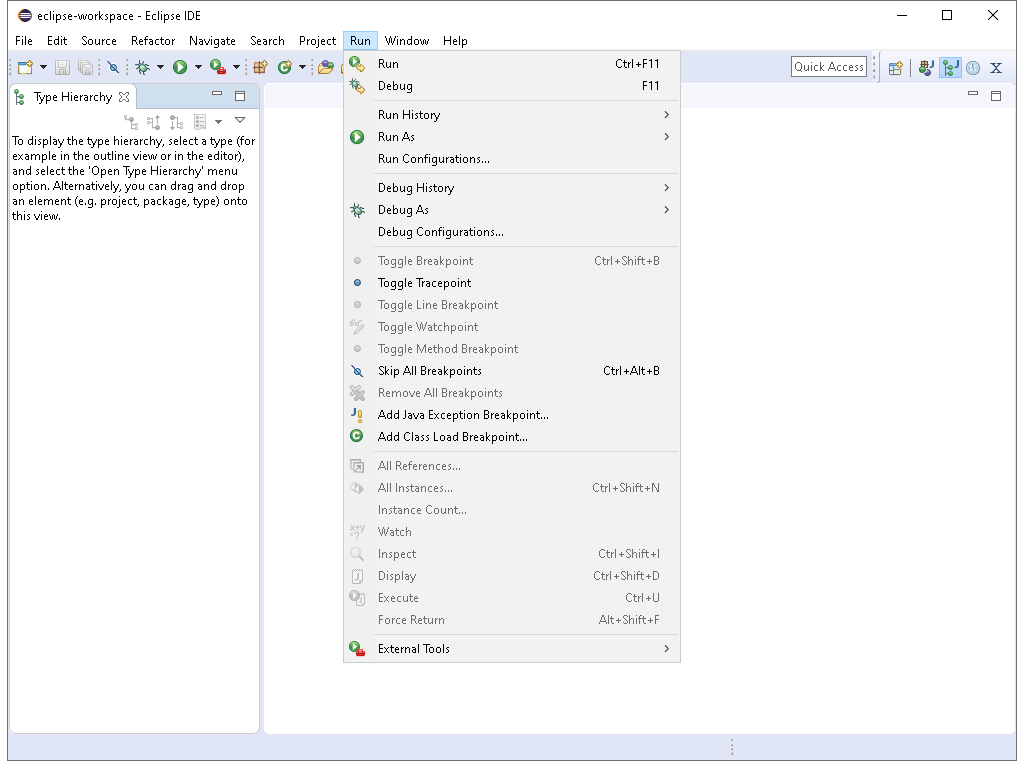 eclipse-workspace - Eclipse IDE
File Edit Source Refactor Navigate Search Project Run Window Help
Quick Access
Type Hierarchy
To display the type hierarchy, select a type (for
example in the outline view or in the editor),
and select the 'Open Type Hierarchy' menu
option. Alternatively, you can drag and drop
an element (e.g. project, package, type) onto
this view.
Run Ctrl+F11
Debug F11
Run History
Run As
Run Configurations...
Debug History
Debug As
Debug Configurations...
Toggle Breakpoint Ctrl+Shift+B
Toggle Tracepoint
Toggle Line Breakpoint
Toggle Watchpoint
Toggle Method Breakpoint
Skip All Breakpoints Ctrl+Alt+B
Remove All Breakpoints
Add Java Exception Breakpoint...
Add Class Load Breakpoint...
All References...
All Instances... Ctrl+Shift+N
Instance Count...
Watch
Inspect Ctrl+Shift+I
Display Ctrl+Shift+D
Execute Ctrl+U
Force Return Alt+Shift+F
External Tools